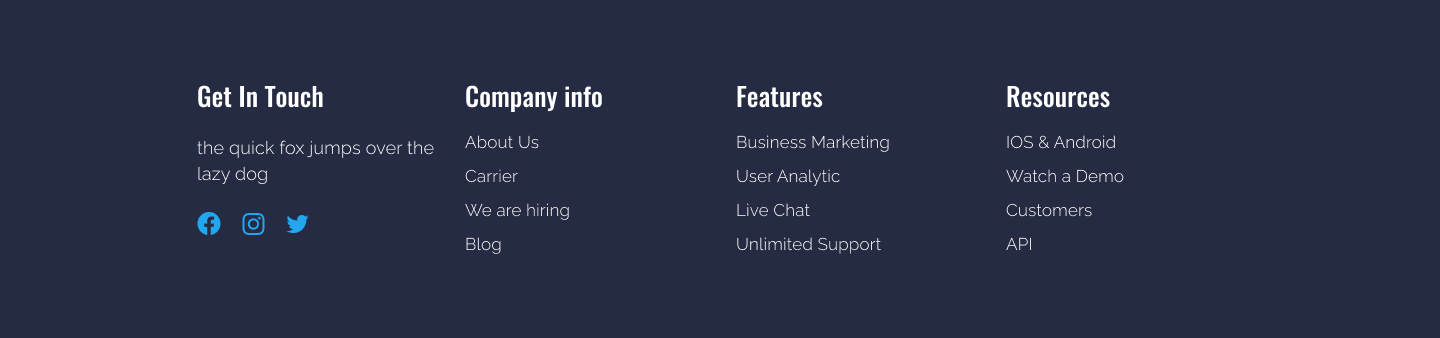 Get In Touch
the quick fox jumps over the
lazy dog
Company info
About Us
Carrier
We are hiring
Blog
Features
Business Marketing
User Analytic
Live Chat
Unlimited Support
Resources
IOS & Android
Watch a Demo
Customers
API